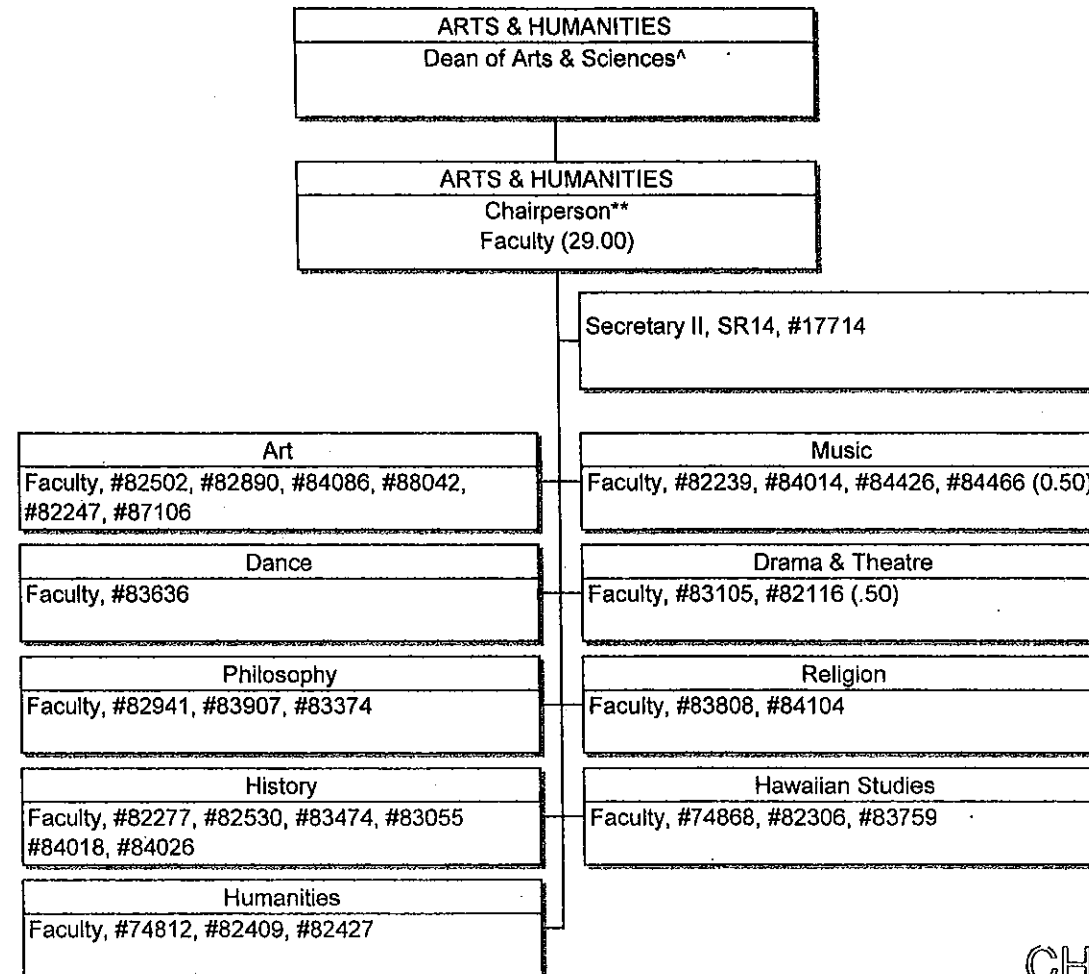 ARTS & HUMANITIES
Dean of Arts & Sciences^
ARTS & HUMANITIES
Chairperson**
Faculty (29.00)
Secretary II, SR14, #17714
Art
Faculty, #82502, #82890, #84086, #88042,
#82247, #87106
Music
Faculty, #82239, #84014, #84426, #84466 (0.50)
Dance
Faculty, #83636
Drama & Theatre
Faculty, #83105, #82116 (.50)
Philosophy
Faculty, #82941, #83907, #83374
Religion
Faculty, #83808, #84104
History
Faculty, #82277, #82530, #83474, #83055
#84018, #84026
Hawaiian Studies
Faculty, #74868, #82306, #83759
Humanities
Faculty, #74812, #82409, #82427
CH